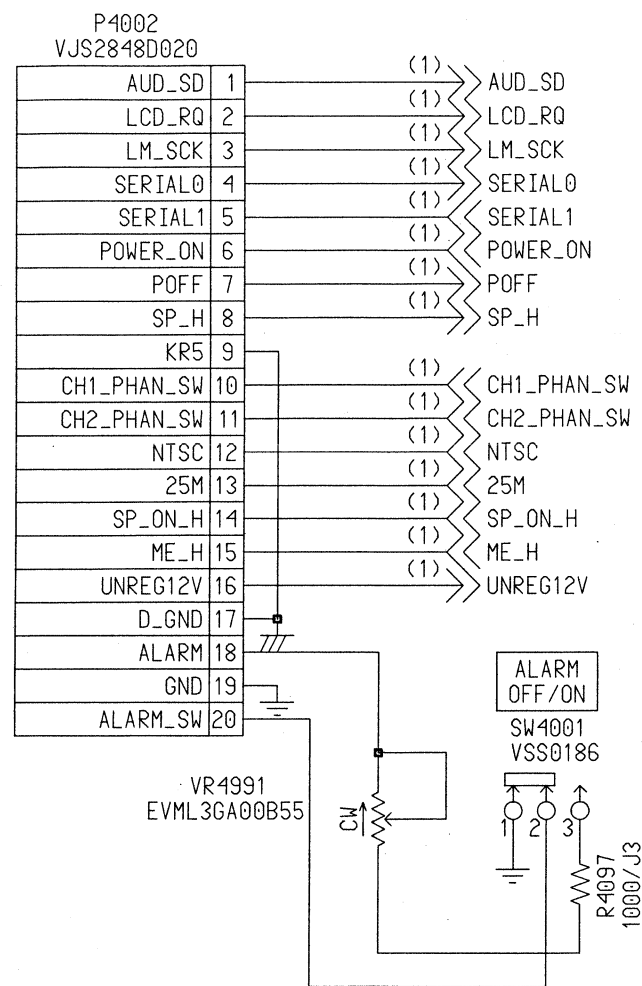 P4002
VJS2848D020
AUD_SD 1 (1) AUD_SD
LCD_RQ 2 (1) LCD_RQ
LM_SCK 3 (1) LM_SCK
SERIAL0 4 (1) SERIAL0
SERIAL1 5 (1) SERIAL1
POWER_ON 6 (1) POWER_ON
POFF 7 (1) POFF
SP_H 8 (1) SP_H
KR5 9
CH1_PHAN_SW 10 (1) CH1_PHAN_SW
CH2_PHAN_SW 11 (1) CH2_PHAN_SW
NTSC 12 (1) NTSC
25M 13 (1) 25M
SP_ON_H 14 (1) SP_ON_H
ME_H 15 (1) ME_H
UNREG12V 16 (1) UNREG12V
D_GND 17
ALARM 18
GND 19
ALARM_SW 20
ALARM
OFF/ON
SW4001
VSS0186
VR4991
EVML3GA00B55
CW
1 2 3
R4097
1000/J3